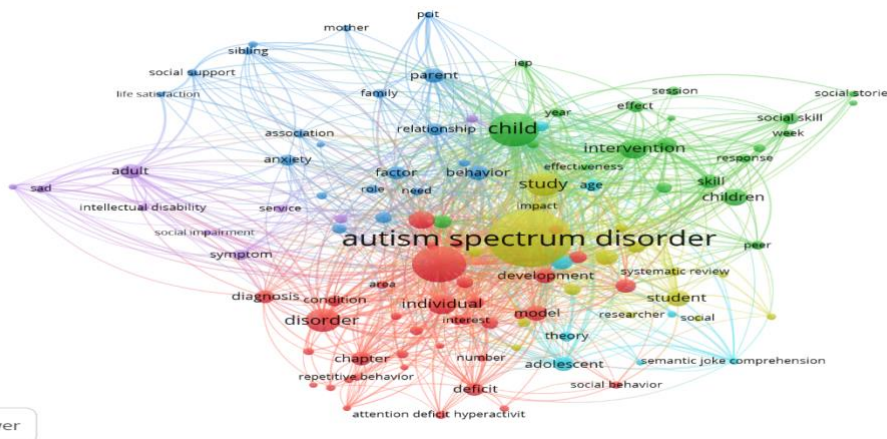 pcit
mother
sibling
iep
social support
parent
life satisfaction
family
session
social storie
effect
year
social skill
child
relationship
association
week
intervention
anxiety
response
effectiveness
adult
factor
behavior
study
age
skill
sad
role
need
children
intellectual disability
service
impact
social impairment
autism spectrum disorder
peer
symptom
development
systematic review
area
diagnosis
condition
individual
student
disorder
interest
model
researcher
social
theory
chapter
number
adolescent
semantic joke comprehension
repetitive behavior
deficit
social behavior
attention deficit hyperactivit
ver